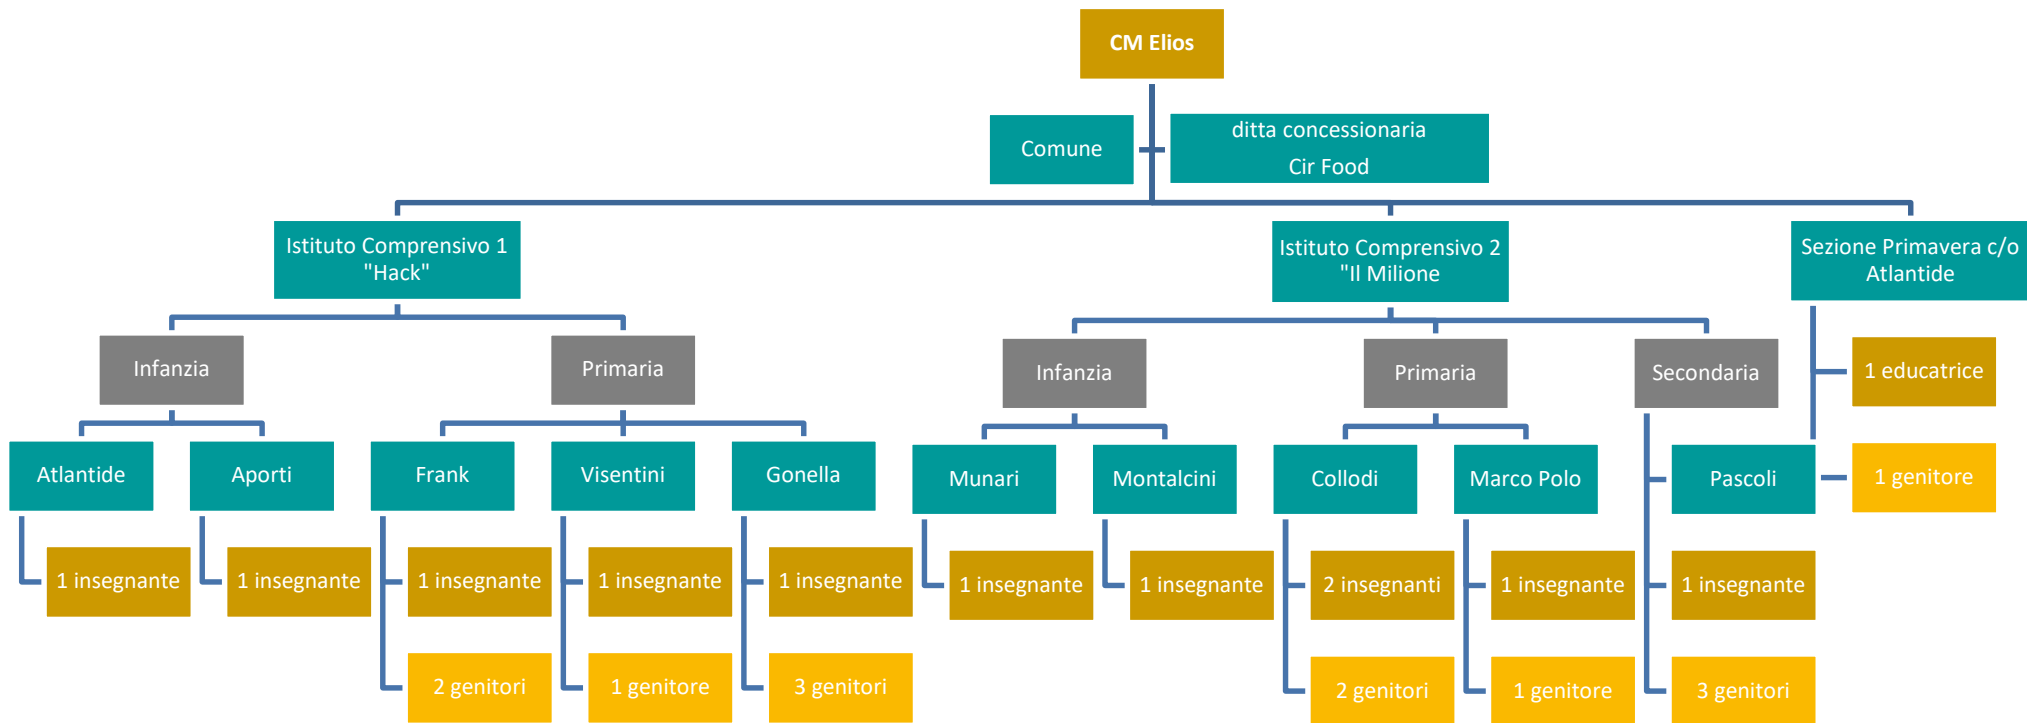 CM Elios
Comune
ditta concessionaria
Cir Food
Istituto Comprensivo 1
"Hack"
Istituto Comprensivo 2
"Il Milione
Sezione Primavera c/o
Atlantide
Infanzia
Primaria
Infanzia
Primaria
Secondaria
1 educatrice
Atlantide
Aporti
Frank
Visentini
Gonella
Munari
Montalcini
Collodi
Marco Polo
Pascoli
1 genitore
1 insegnante
1 insegnante
1 insegnante
1 insegnante
1 insegnante
1 insegnante
1 insegnante
2 insegnanti
1 insegnante
1 insegnante
2 genitori
1 genitore
3 genitori
2 genitori
1 genitore
3 genitori